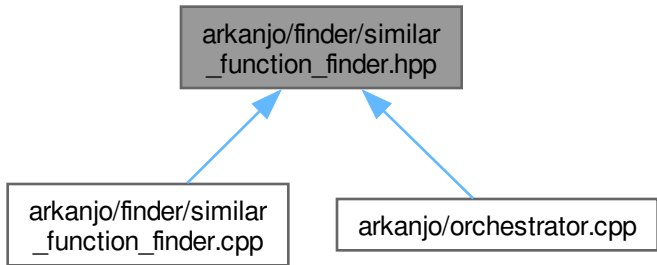 arkanjo/finder/similar
_function_finder.hpp
arkanjo/finder/similar
_function_finder.cpp
arkanjo/orchestrator.cpp